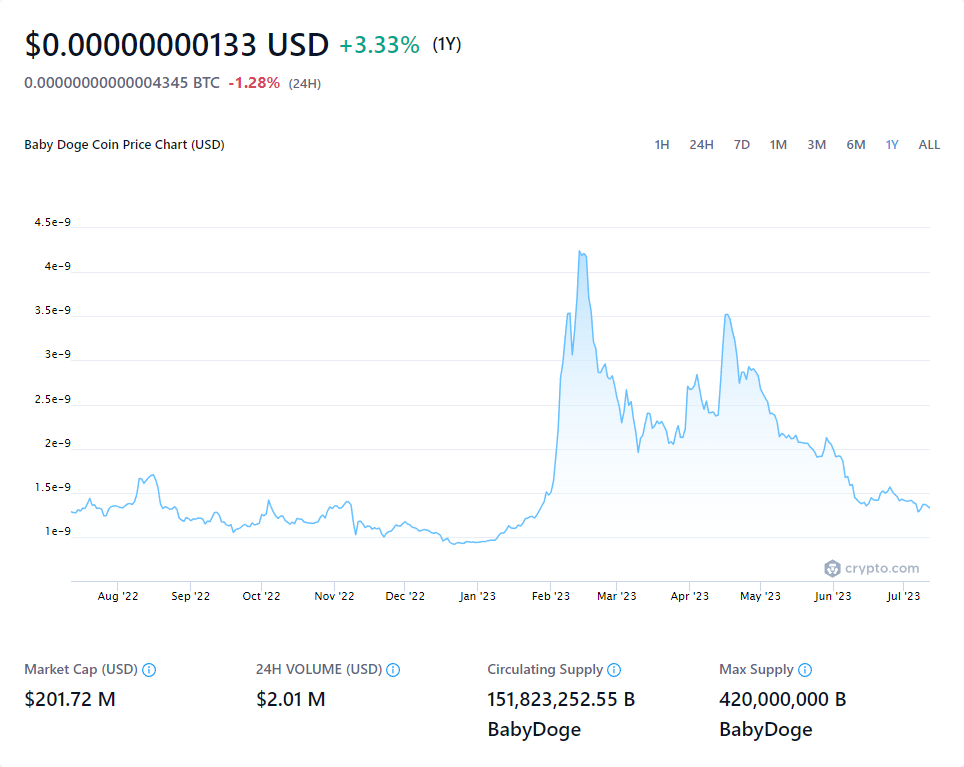 $0.00000000133 USD +3.33% (1Y)
0.00000000000004345 BTC -1.28% (24H)
Baby Doge Coin Price Chart (USD) 1H 24H 7D 1M 3M 6M 1Y ALL
4.5e-9
4e-9
3.5e-9
3e-9
2.5e-9
2e-9
1.5e-9
1e-9
crypto.com
Aug '22 Sep '22 Oct '22 Nov '22 Dec '22 Jan '23 Feb '23 Mar '23 Apr '23 May '23 Jun '23 Jul '23
Market Cap (USD) 24H VOLUME (USD) Circulating Supply Max Supply
$201.72 M $2.01 M 151,823,252.55 B 420,000,000 B
BabyDoge BabyDoge